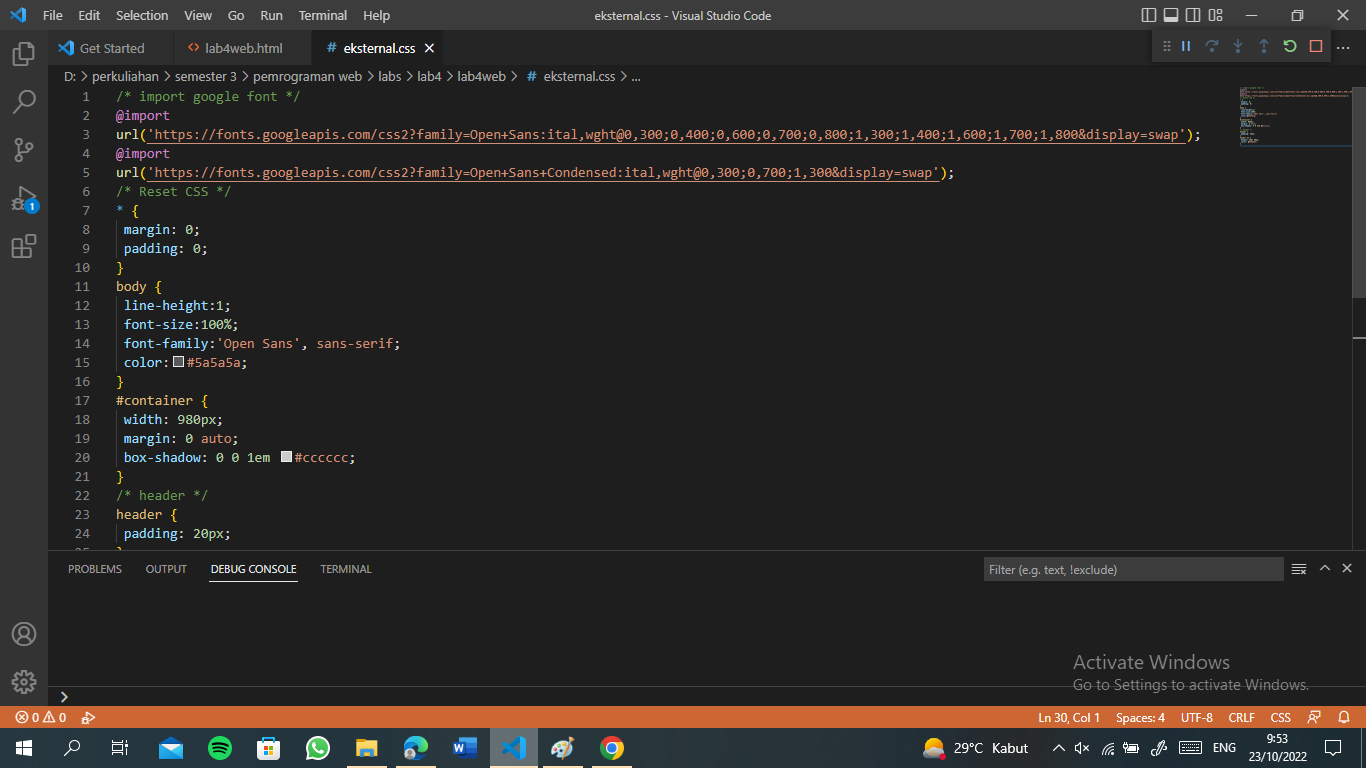 File Edit Selection View Go Run Terminal Help eksternal.css - Visual Studio Code
Get Started lab4web.html # eksternal.css
D: > perkuliahan > semester 3 > pemrograman web > labs > lab4 > lab4web > # eksternal.css > ...
1 /* import google font */
2 @import
3 url('https://fonts.googleapis.com/css2?family=Open+Sans:ital,wght@0,300;0,400;0,600;0,700;0,800;1,300;1,400;1,600;1,700;1,800&display=swap');
4 @import
5 url('https://fonts.googleapis.com/css2?family=Open+Sans+Condensed:ital,wght@0,300;0,700;1,300&display=swap');
6 /* Reset CSS */
7 * {
8 margin: 0;
9 padding: 0;
10 }
11 body {
12 line-height:1;
13 font-size:100%;
14 font-family:'Open Sans', sans-serif;
15 color:#5a5a5a;
16 }
17 #container {
18 width: 980px;
19 margin: 0 auto;
20 box-shadow: 0 0 1em #cccccc;
21 }
22 /* header */
23 header {
24 padding: 20px;
25 }
PROBLEMS OUTPUT DEBUG CONSOLE TERMINAL Filter (e.g. text, !exclude)
Activate Windows
Go to Settings to activate Windows.
0 0 Ln 30, Col 1 Spaces: 4 UTF-8 CRLF CSS
29°C Kabut ENG 9:53
23/10/2022